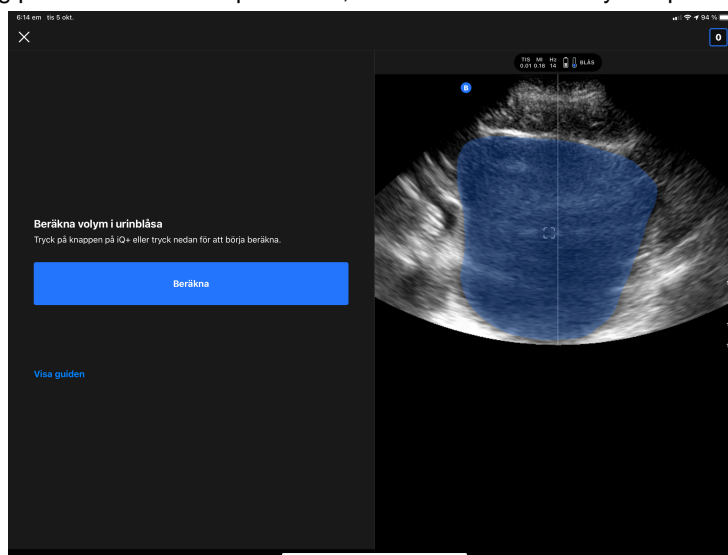 6:14 em tis 5 okt.
94 %
0
TIS MI Hz
0.01 0.18 14
BLÅS
B
Beräkna volym i urinblåsa
Tryck på knappen på iQ+ eller tryck nedan för att börja beräkna.
Beräkna
Visa guiden